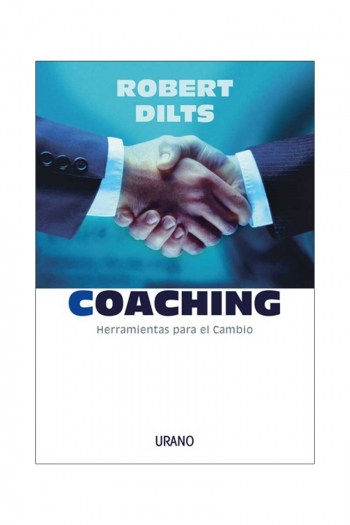 ROBERT
DILTS
COACHING
Herramientas para el Cambio
URANO